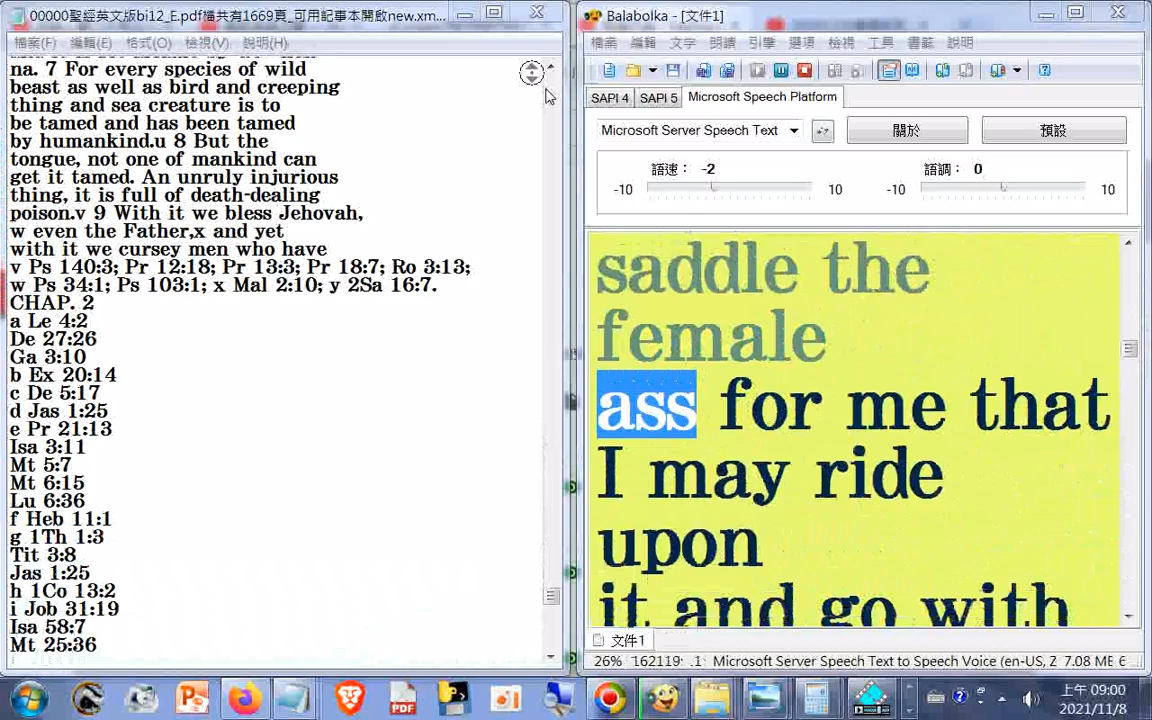 00000聖經英文版bi12_E.pdf檔共有1669頁_可用記事本開啟new.xm...
檔案(F) 編輯(E) 格式(O) 檢視(V) 說明(H)
na. 7 For every species of wild
beast as well as bird and creeping
thing and sea creature is to
be tamed and has been tamed
by humankind.u 8 But the
tongue, not one of mankind can
get it tamed. An unruly injurious
thing, it is full of death-dealing
poison.v 9 With it we bless Jehovah,
w even the Father,x and yet
with it we cursey men who have
v Ps 140:3; Pr 12:18; Pr 13:3; Pr 18:7; Ro 3:13;
w Ps 34:1; Ps 103:1; x Mal 2:10; y 2Sa 16:7.
CHAP. 2
a Le 4:2
De 27:26
Ga 3:10
b Ex 20:14
c De 5:17
d Jas 1:25
e Pr 21:13
Isa 3:11
Mt 5:7
Mt 6:15
Lu 6:36
f Heb 11:1
g 1Th 1:3
Tit 3:8
Jas 1:25
h 1Co 13:2
i Job 31:19
Isa 58:7
Mt 25:36
Balabolka - [文件1]
檔案 編輯 文字 朗讀 引擎 選項 檢視 工具 書籤 說明
SAPI 4 SAPI 5 Microsoft Speech Platform
Microsoft Server Speech Text 關於 預設
語速: -2 語調: 0
-10 10 -10 10
saddle the
female
ass for me that
I may ride
upon
it and go with
文件1
26% Microsoft Server Speech Text to Speech Voice (en-US, Z 7.08 ME 6
PDF
上午 09:00
2021/11/8